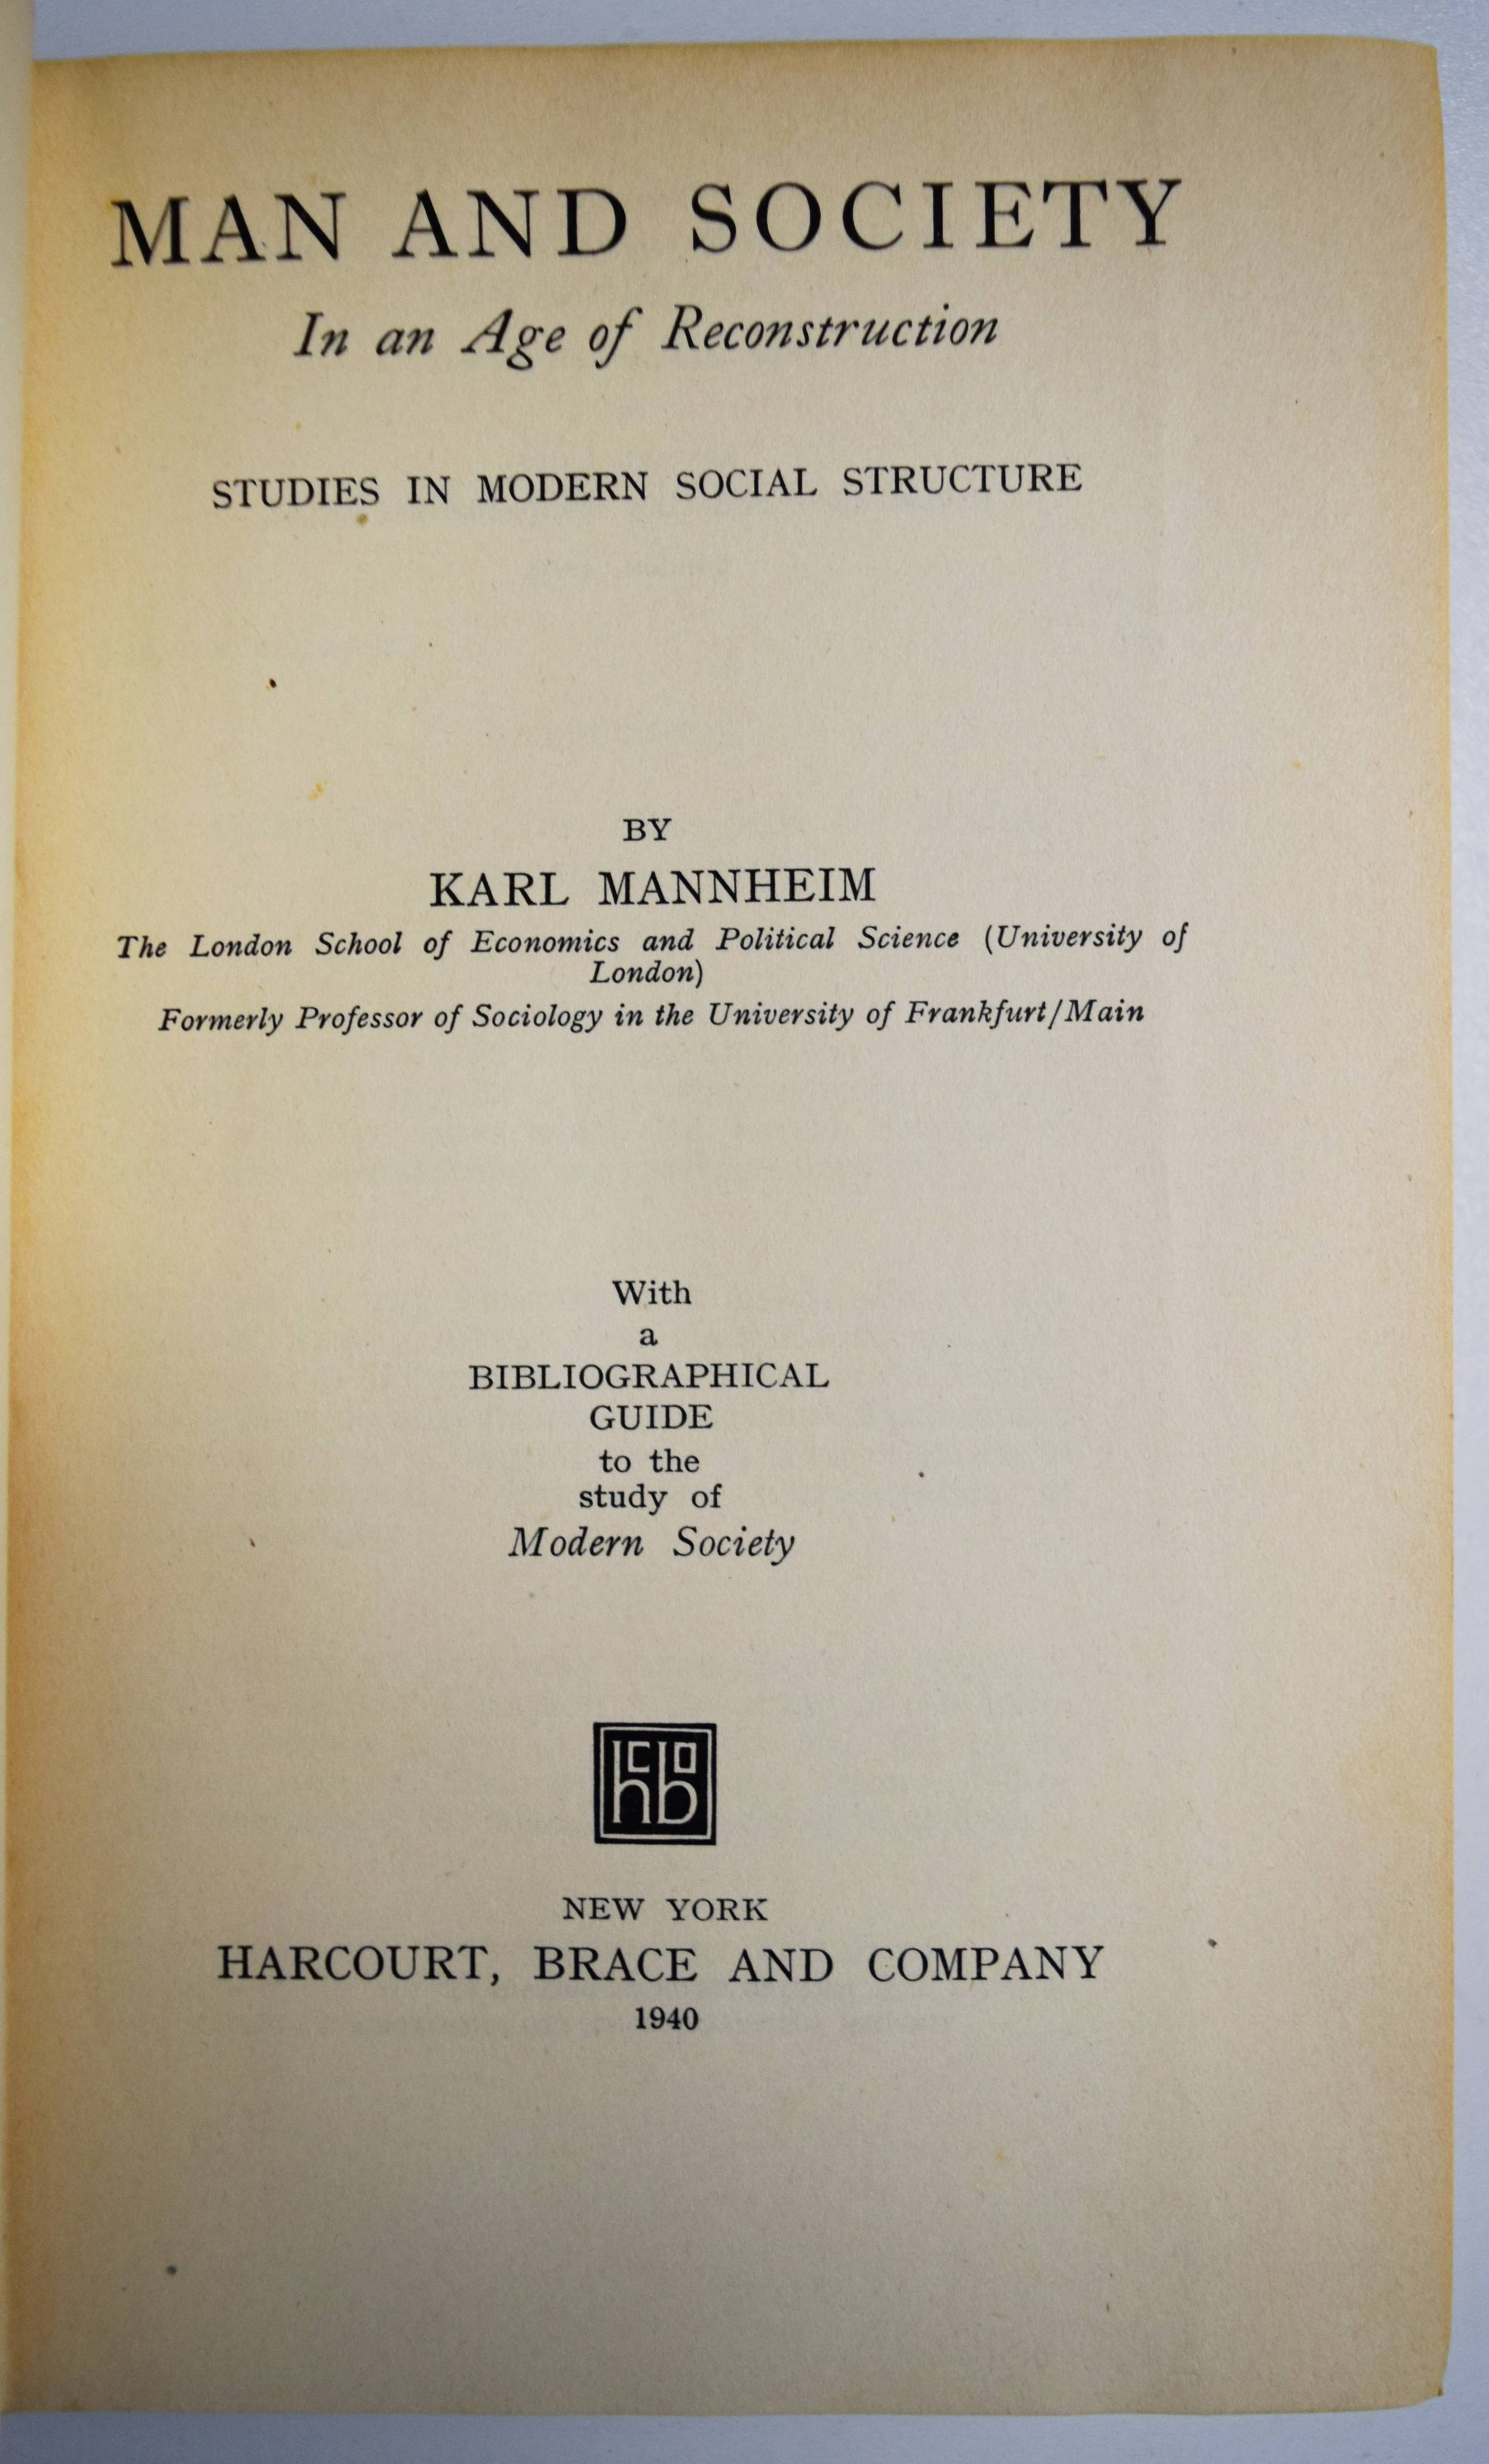 MAN AND SOCIETY
In an Age of Reconstruction
STUDIES IN MODERN SOCIAL STRUCTURE
BY
KARL MANNHEIM
The London School of Economics and Political Science (University of
London)
Formerly Professor of Sociology in the University of Frankfurt/Main
With
a
BIBLIOGRAPHICAL
GUIDE
to the
study of
Modern Society
hcbo
NEW YORK
HARCOURT, BRACE AND COMPANY
1940